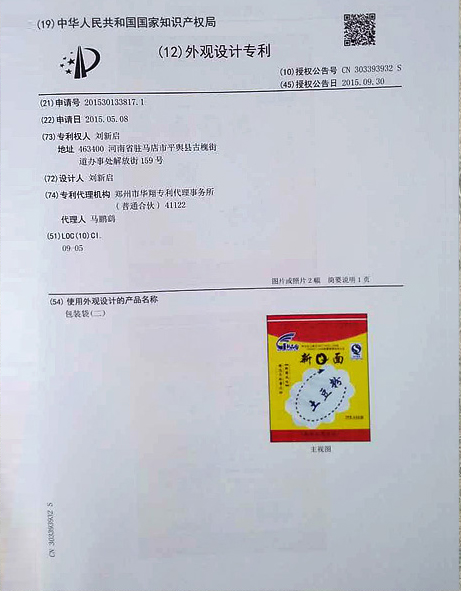 (19)中华人民共和国国家知识产权局
(12)外观设计专利
(10)授权公告号 CN 303393932 S
(45)授权公告日 2015.09.30
(21)申请号 201530133817.1
(22)申请日 2015.05.08
(73)专利权人 刘新启
地址 463400 河南省驻马店市平舆县古槐街
道办事处解放街159号
(72)设计人 刘新启
(74)专利代理机构 郑州市华翔专利代理事务所
(普通合伙) 41122
代理人 马鹏鹞
(51)LOC(10)Cl.
09-05
图片或照片 2 幅 简要说明 1 页
(54)使用外观设计的产品名称
包装袋(二)
新 面
土豆粉
主视图
CN 303393932 S